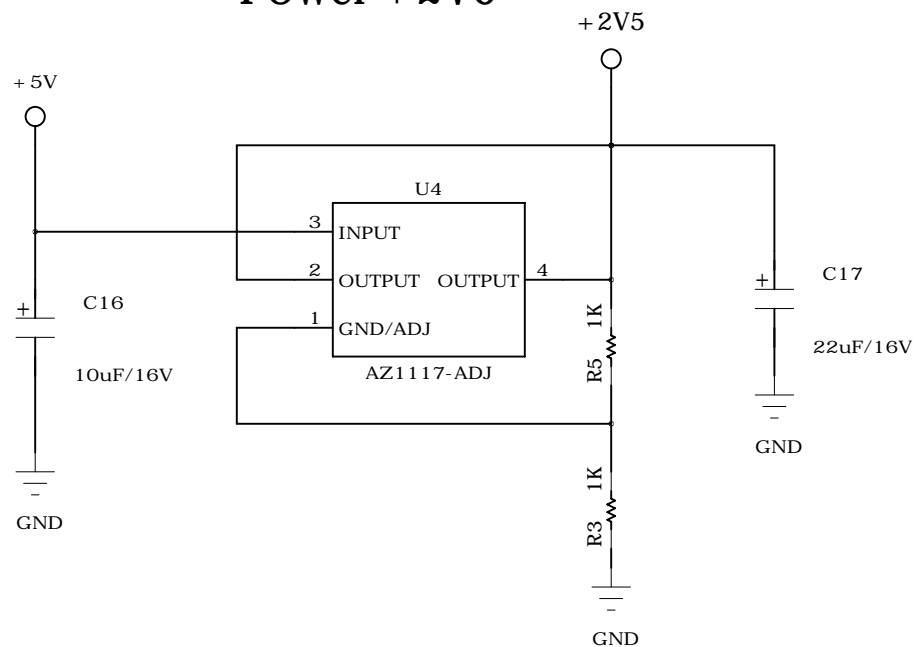 +2V5
+5V
U4
3
INPUT
2
OUTPUT
OUTPUT
4
1
GND/ADJ
AZ1117-ADJ
C16
+
10uF/16V
GND
1K
R5
1K
R3
GND
C17
+
22uF/16V
GND